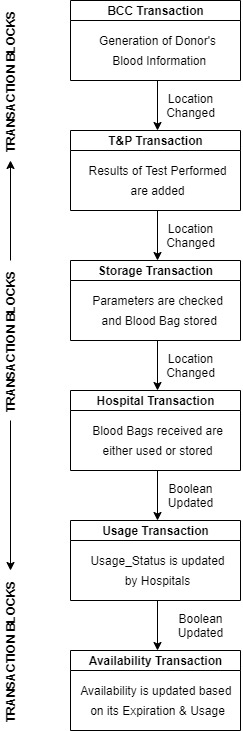 BCC Transaction
Generation of Donor's
Blood Information
Location
Changed
T&P Transaction
Results of Test Performed
are added
Location
Changed
Storage Transaction
Parameters are checked
and Blood Bag stored
Location
Changed
Hospital Transaction
Blood Bags received are
either used or stored
Boolean
Updated
Usage Transaction
Usage_Status is updated
by Hospitals
Boolean
Updated
Availability Transaction
Availability is updated based
on its Expiration & Usage
TRANSACTION BLOCKS
TRANSACTION BLOCKS
TRANSACTION BLOCKS